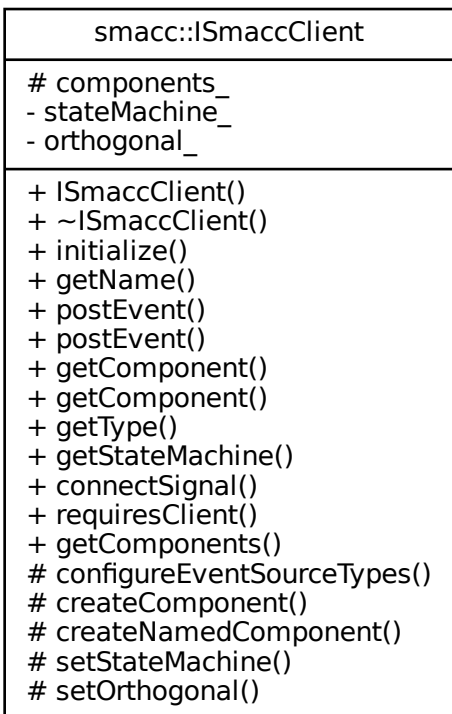 smacc::ISmaccClient
# components_
- stateMachine_
- orthogonal_
+ ISmaccClient()
+ ~ISmaccClient()
+ initialize()
+ getName()
+ postEvent()
+ postEvent()
+ getComponent()
+ getComponent()
+ getType()
+ getStateMachine()
+ connectSignal()
+ requiresClient()
+ getComponents()
# configureEventSourceTypes()
# createComponent()
# createNamedComponent()
# setStateMachine()
# setOrthogonal()